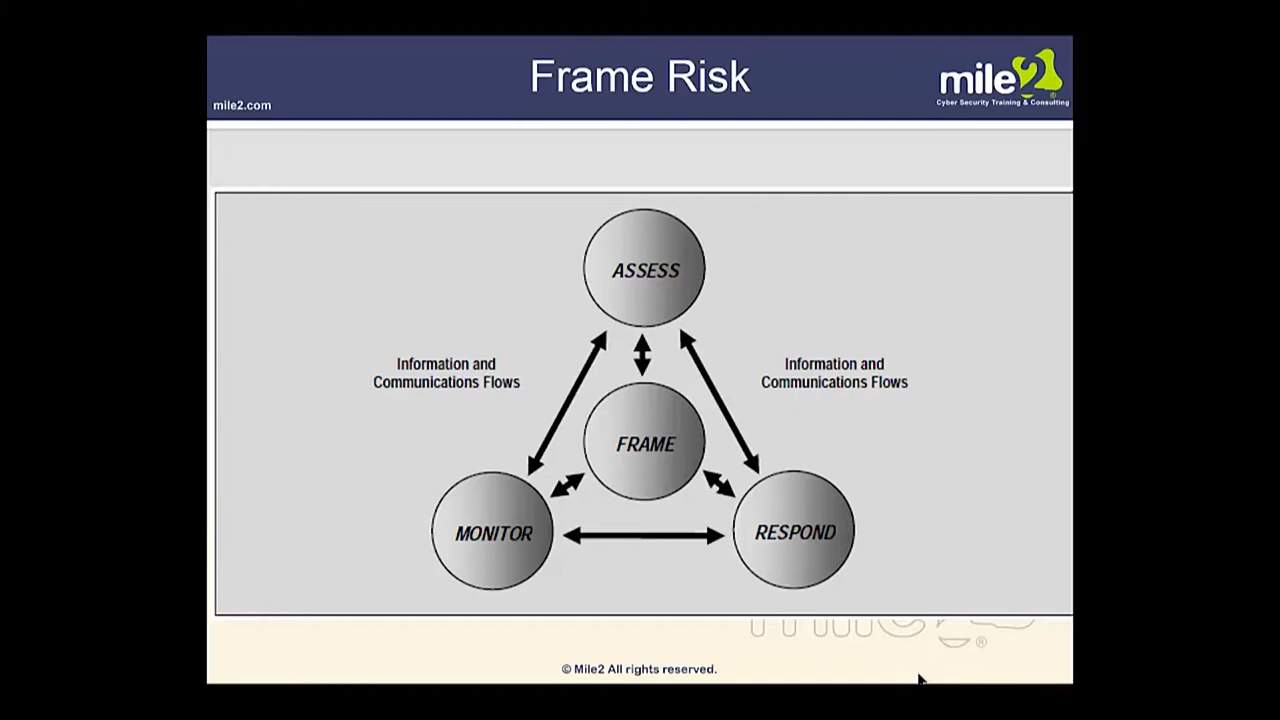 Frame Risk
mile2
mile2.com
Cyber Security Training & Consulting
ASSESS
Information and
Communications Flows
Information and
Communications Flows
FRAME
MONITOR
RESPOND
mile2
®
© Mile2 All rights reserved.